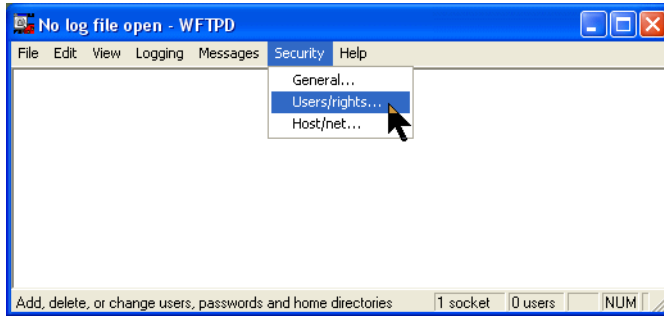 No log file open - WFTPD
File Edit View Logging Messages Security Help
General...
Users/rights...
Host/net...
Add, delete, or change users, passwords and home directories 1 socket 0 users NUM